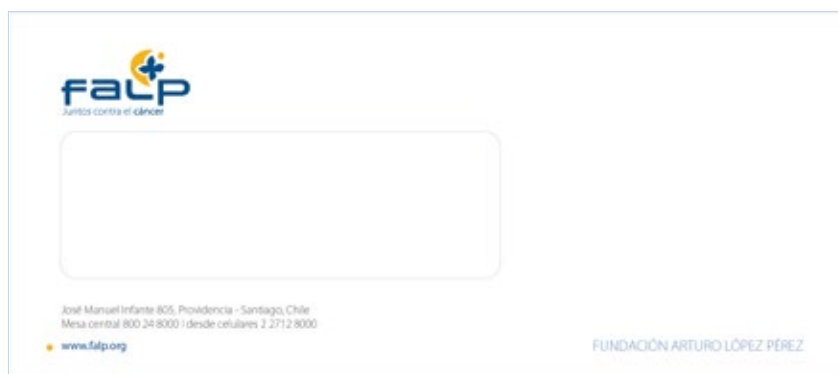 falp
Juntos contra el cáncer
José Manuel Infante 805, Providencia - Santiago, Chile
Mesa central 800 24 8000 I desde celulares 2 2712 8000
www.falp.org
FUNDACIÓN ARTURO LÓPEZ PÉREZ